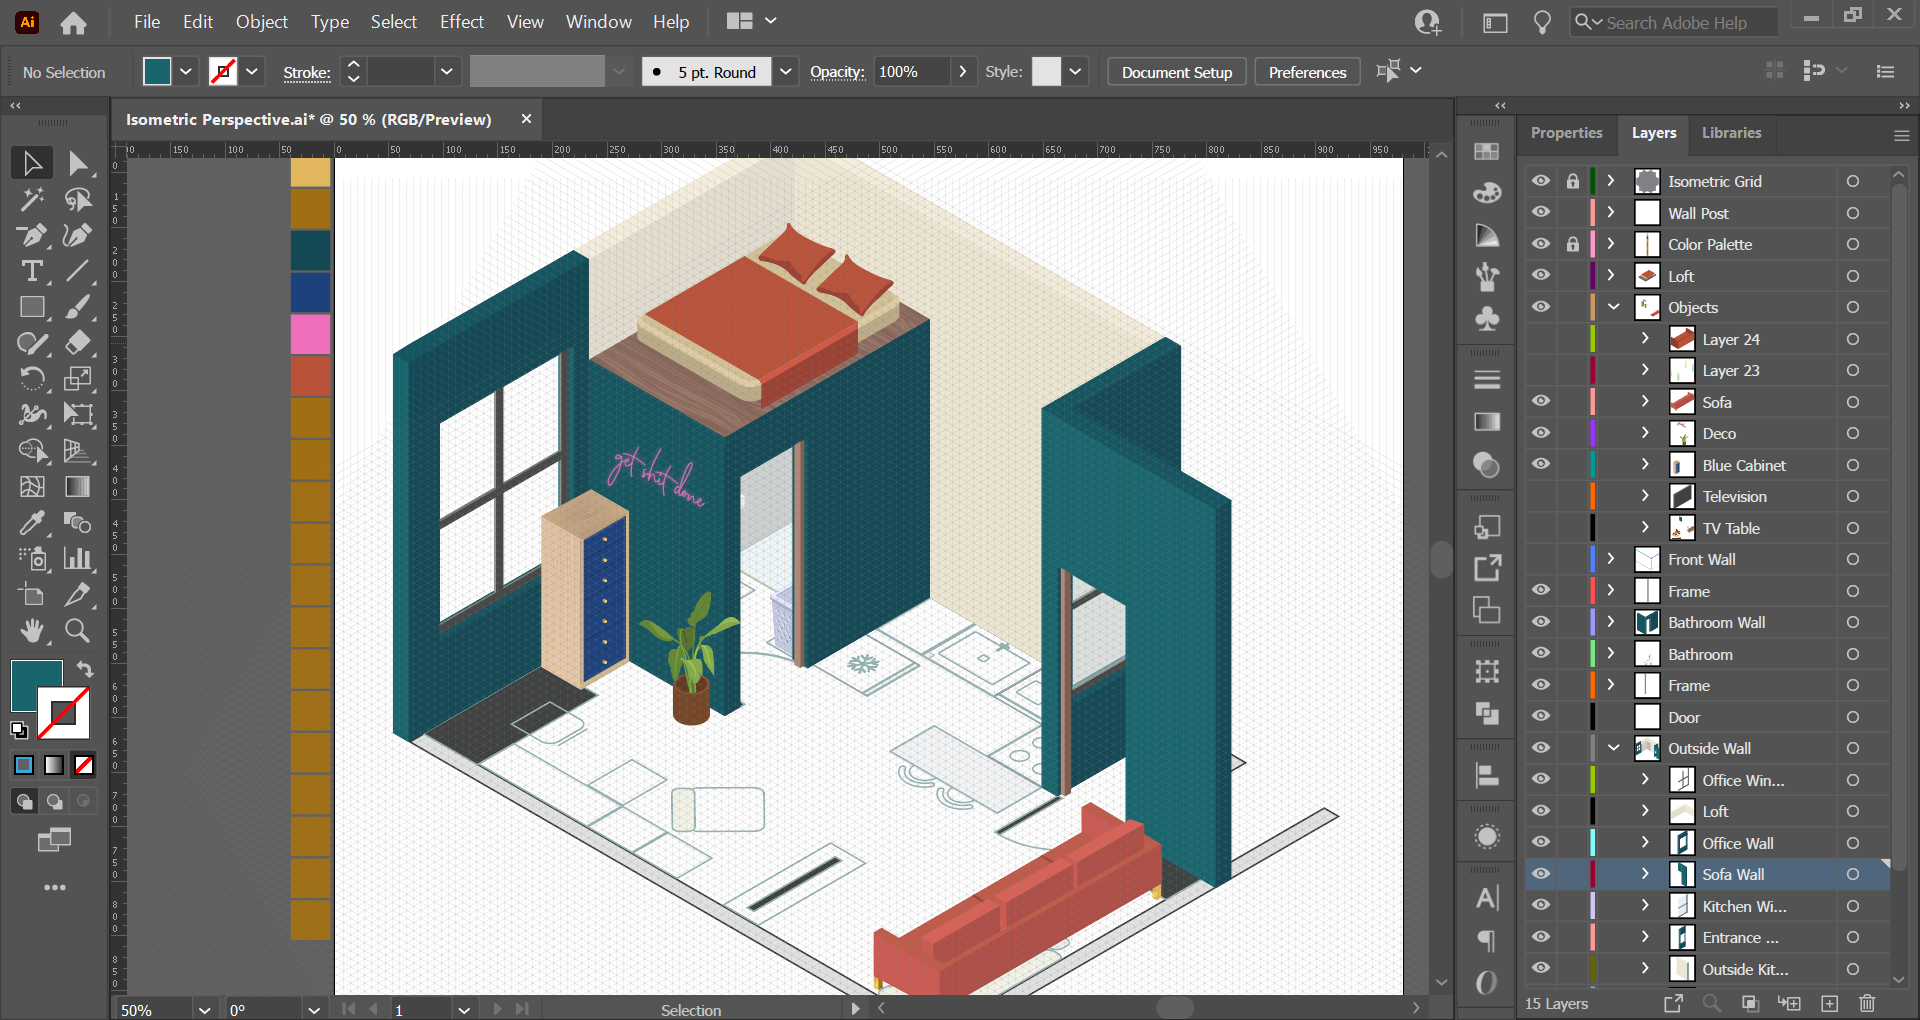 Ai File Edit Object Type Select Effect View Window Help Search Adobe Help
No Selection Stroke: 5 pt. Round Opacity: 100% Style: Document Setup Preferences
Isometric Perspective.ai* @ 50 % (RGB/Preview)
150 100 50 0 50 100 150 200 250 300 350 400 450 500 550 600 650 700 750 800 850 900 950
get shit done
Properties Layers Libraries
Isometric Grid
Wall Post
Color Palette
Loft
Objects
Layer 24
Layer 23
Sofa
Deco
Blue Cabinet
Television
TV Table
Front Wall
Frame
Bathroom Wall
Bathroom
Frame
Door
Outside Wall
Office Win...
Loft
Office Wall
Sofa Wall
Kitchen Wi...
Entrance ...
Outside Kit...
15 Layers
50% 0° 1 Selection